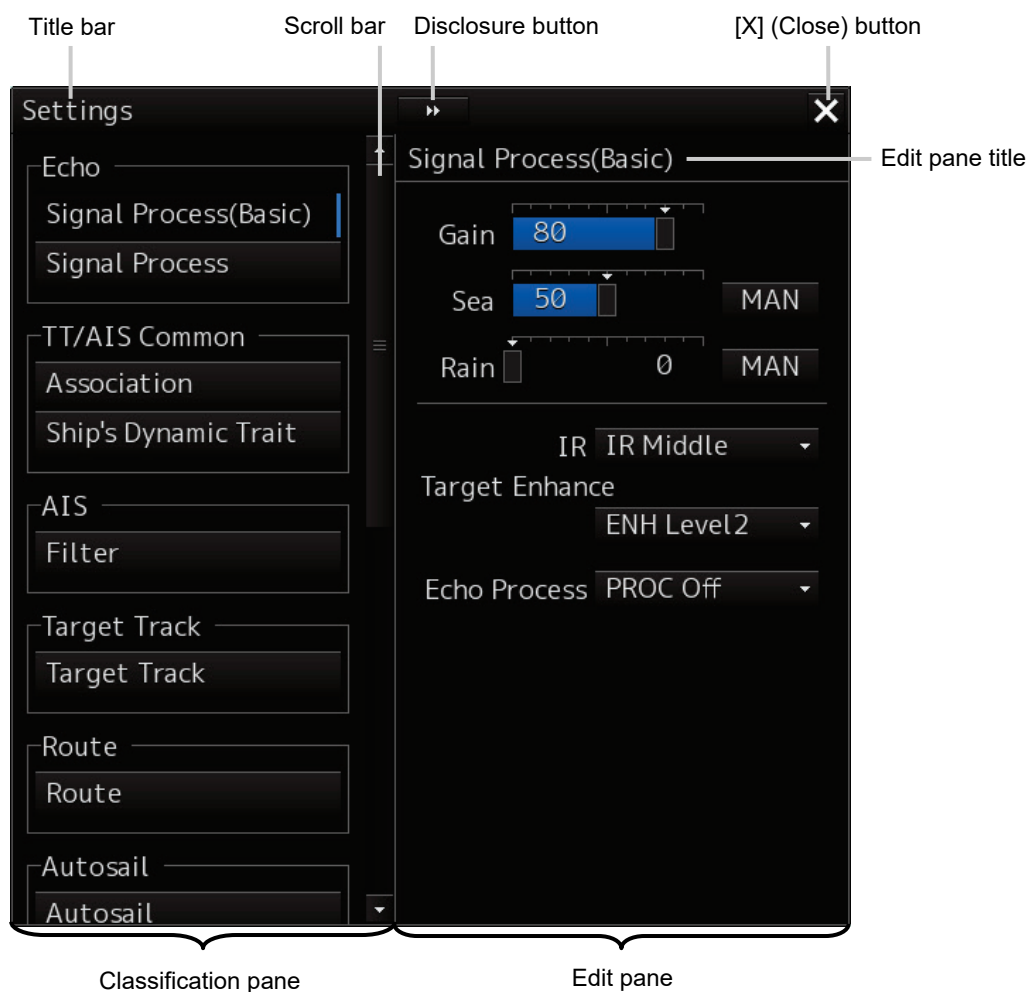 Title bar
Scroll bar
Disclosure button
[X] (Close) button
Settings
Echo
Signal Process(Basic)
Signal Process
TT/AIS Common
Association
Ship's Dynamic Trait
AIS
Filter
Target Track
Target Track
Route
Route
Autosail
Autosail
Signal Process(Basic)
Edit pane title
Gain 80
Sea 50 MAN
Rain 0 MAN
IR IR Middle
Target Enhance
ENH Level2
Echo Process PROC Off
Classification pane
Edit pane